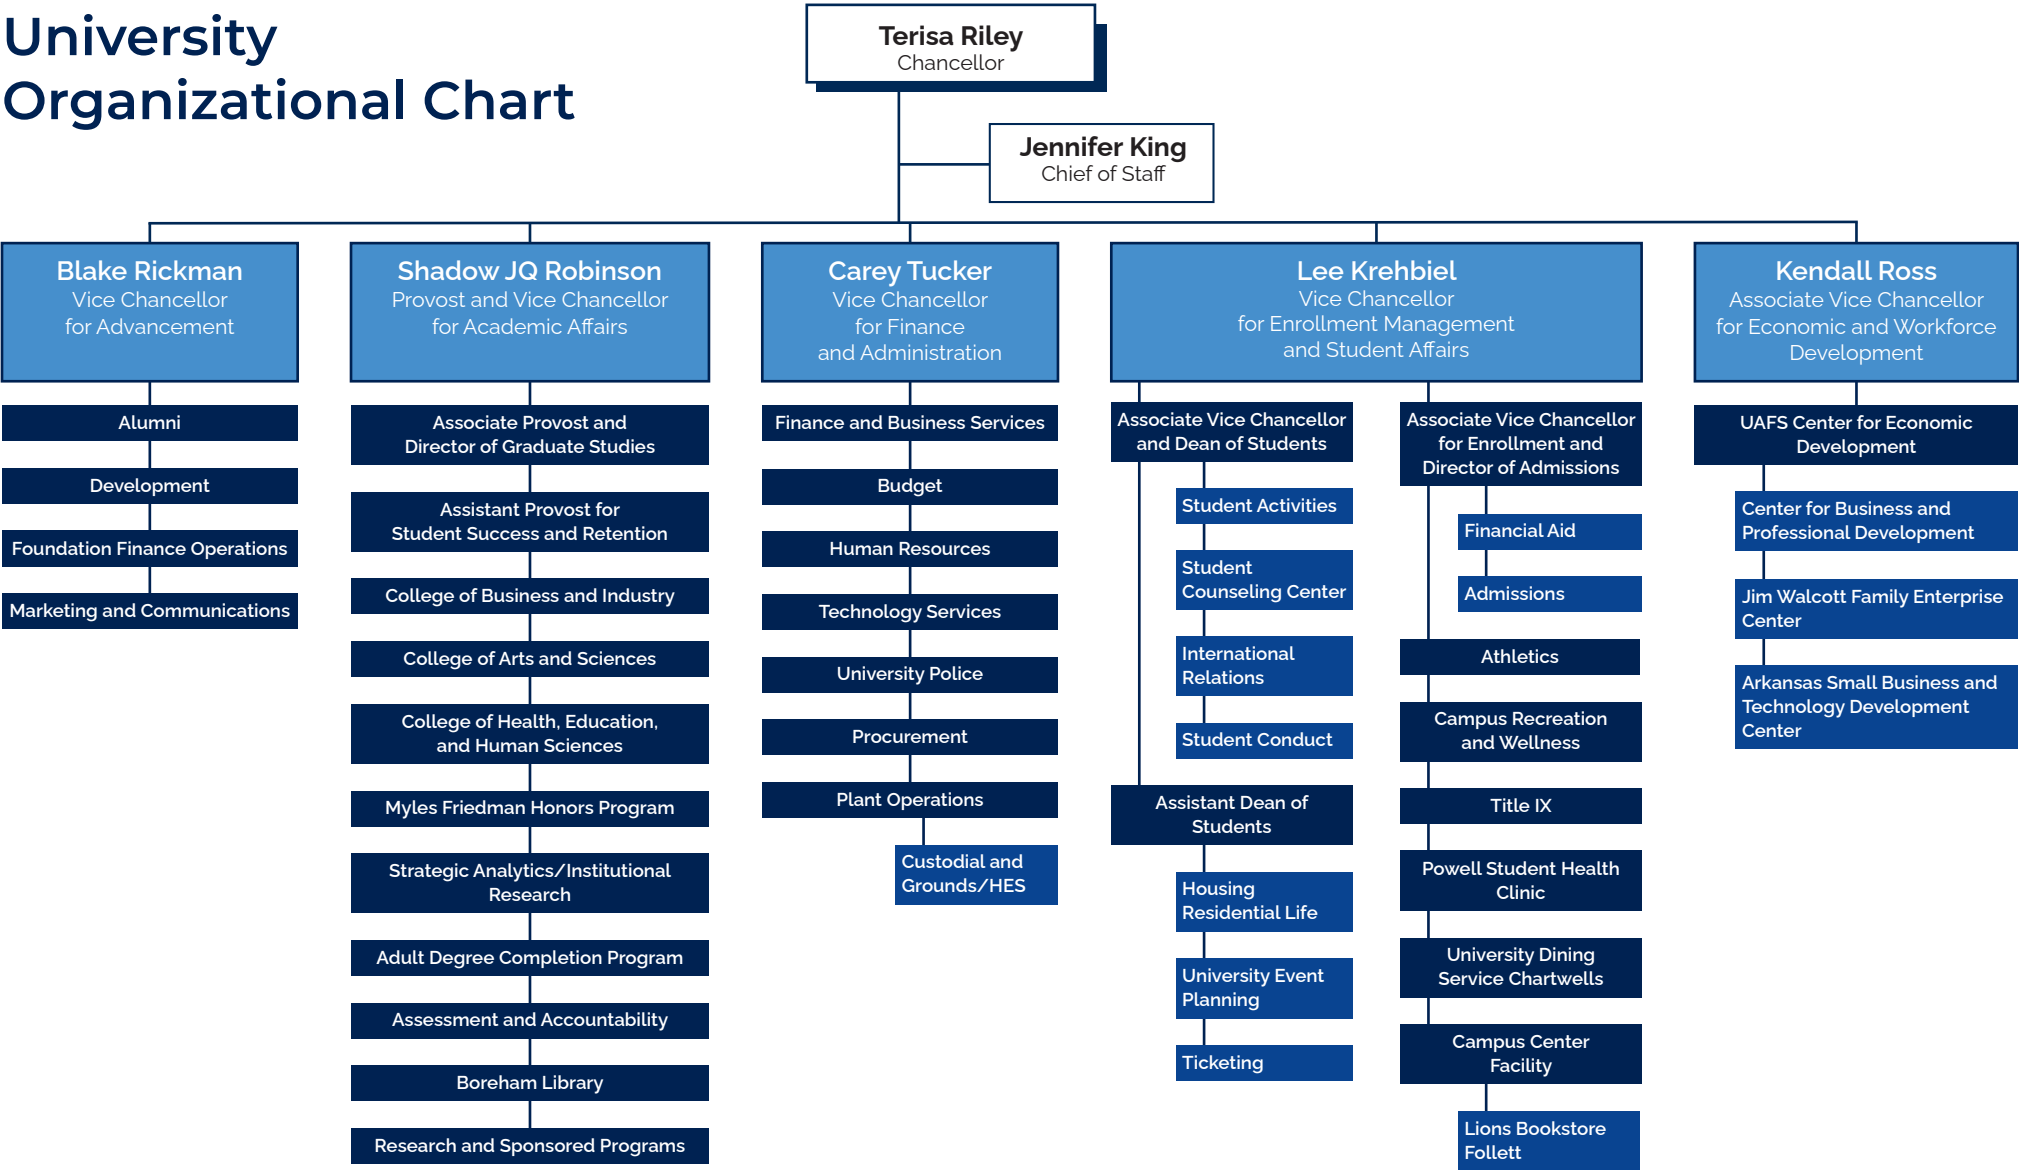 University
Organizational Chart
Terisa Riley
Chancellor
Jennifer King
Chief of Staff
Blake Rickman
Vice Chancellor
for Advancement
Alumni
Development
Foundation Finance Operations
Marketing and Communications
Shadow JQ Robinson
Provost and Vice Chancellor
for Academic Affairs
Associate Provost and
Director of Graduate Studies
Assistant Provost for
Student Success and Retention
College of Business and Industry
College of Arts and Sciences
College of Health, Education,
and Human Sciences
Myles Friedman Honors Program
Strategic Analytics/Institutional
Research
Adult Degree Completion Program
Assessment and Accountability
Boreham Library
Research and Sponsored Programs
Carey Tucker
Vice Chancellor
for Finance
and Administration
Finance and Business Services
Budget
Human Resources
Technology Services
University Police
Procurement
Plant Operations
Custodial and
Grounds/HES
Lee Krehbiel
Vice Chancellor
for Enrollment Management
and Student Affairs
Associate Vice Chancellor
and Dean of Students
Student Activities
Student
Counseling Center
International
Relations
Student Conduct
Assistant Dean of
Students
Housing
Residential Life
University Event
Planning
Ticketing
Associate Vice Chancellor
for Enrollment and
Director of Admissions
Financial Aid
Admissions
Athletics
Campus Recreation
and Wellness
Title IX
Powell Student Health
Clinic
University Dining
Service Chartwells
Campus Center
Facility
Lions Bookstore
Follett
Kendall Ross
Associate Vice Chancellor
for Economic and Workforce
Development
UAFS Center for Economic
Development
Center for Business and
Professional Development
Jim Walcott Family Enterprise
Center
Arkansas Small Business and
Technology Development
Center